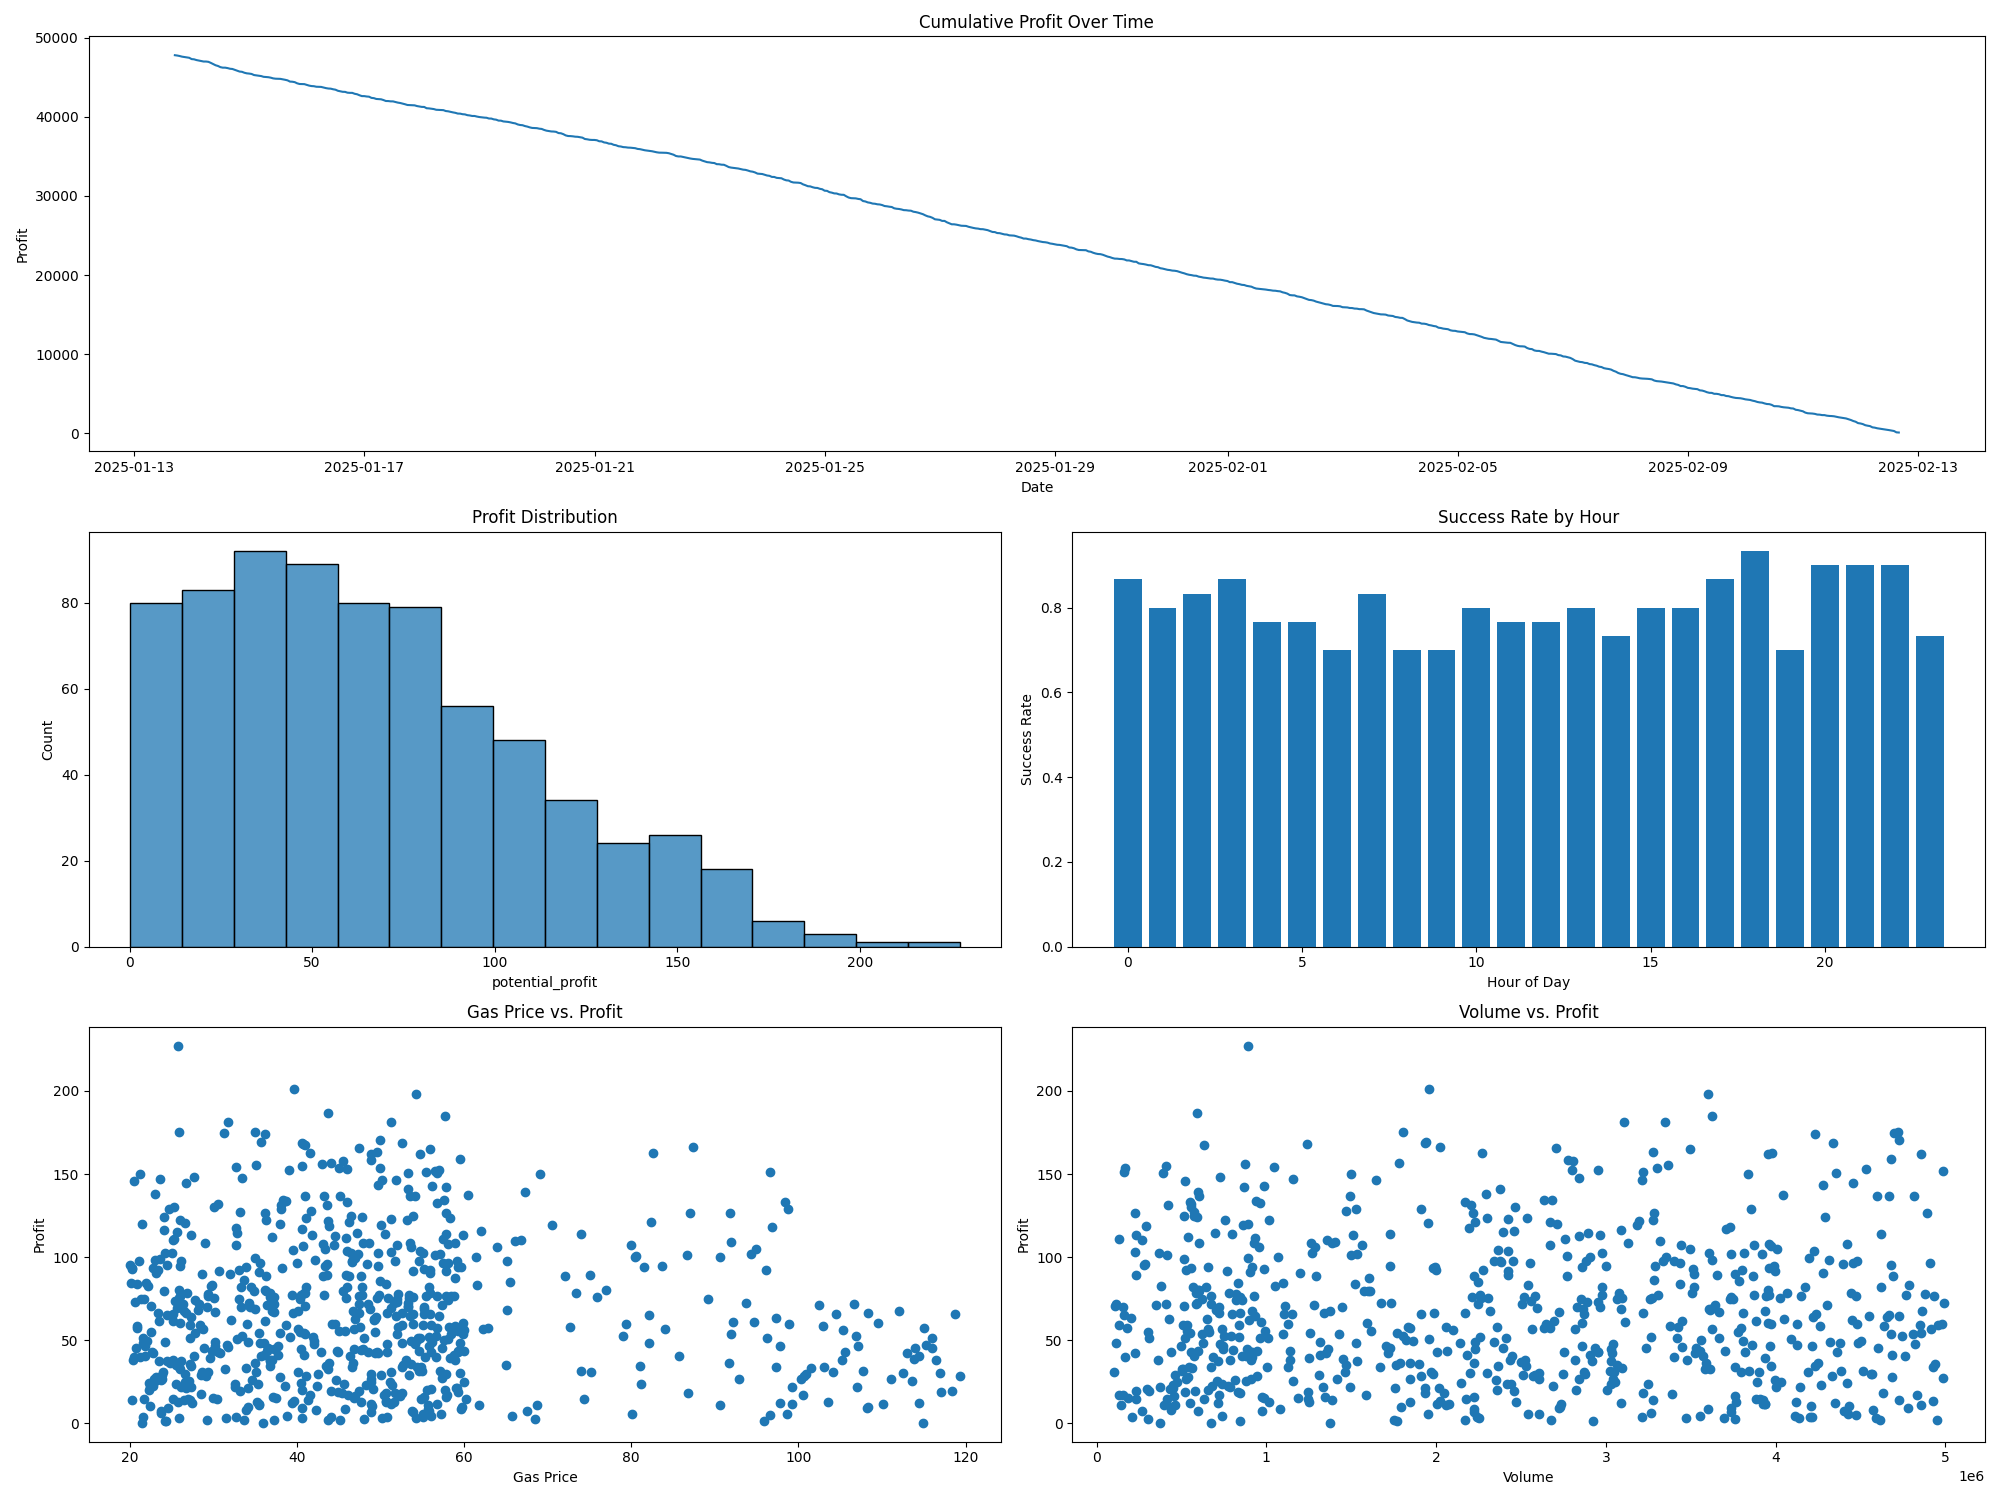 Cumulative Profit Over Time
50000
40000
30000
20000
10000
0
Profit
2025-01-13 2025-01-17 2025-01-21 2025-01-25 2025-01-29 2025-02-01 2025-02-05 2025-02-09 2025-02-13
Date
Profit Distribution
80
60
40
20
0
Count
0 50 100 150 200
potential_profit
Success Rate by Hour
0.8
0.6
0.4
0.2
0.0
Success Rate
0 5 10 15 20
Hour of Day
Gas Price vs. Profit
200
150
100
50
0
Profit
20 40 60 80 100 120
Gas Price
Volume vs. Profit
200
150
100
50
0
Profit
0 1 2 3 4 5
1e6
Volume